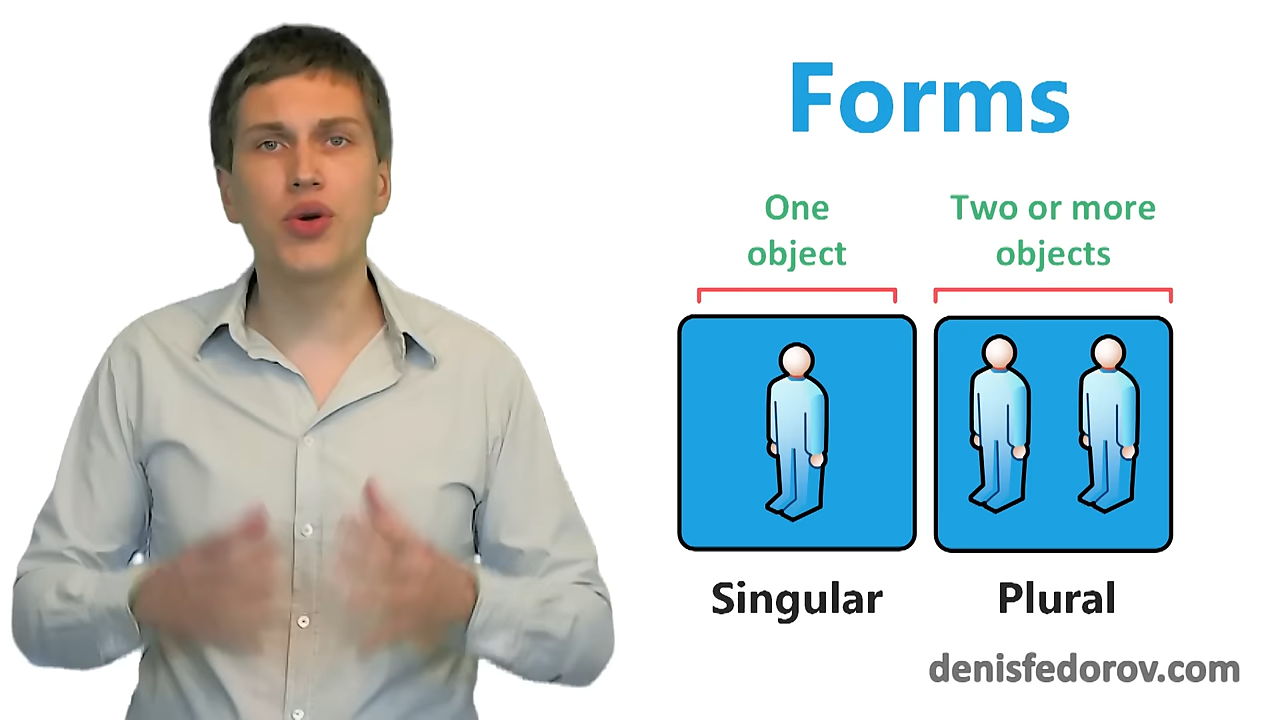 Forms
One
object
Two or more
objects
Singular
Plural
denisfedorov.com